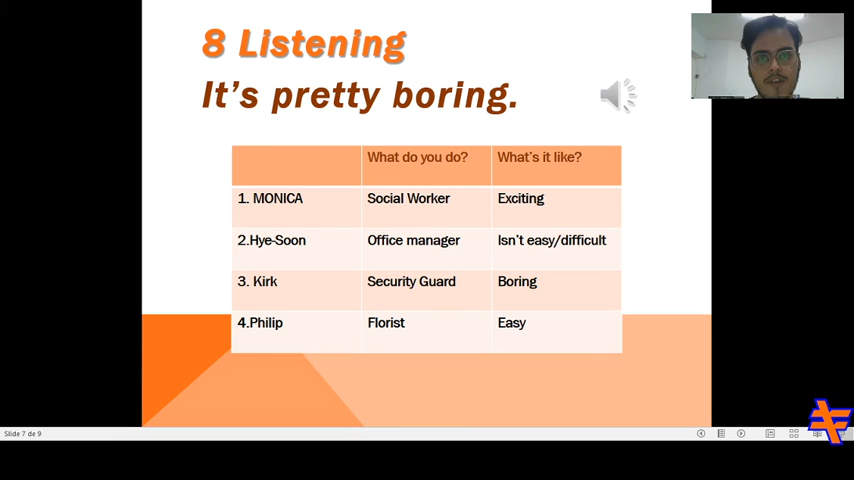 8 Listening
It's pretty boring.
What do you do? What's it like?
1. MONICA Social Worker Exciting
2.Hye-Soon Office manager Isn't easy/difficult
3. Kirk Security Guard Boring
4.Philip Florist Easy
Slide 7 de 9